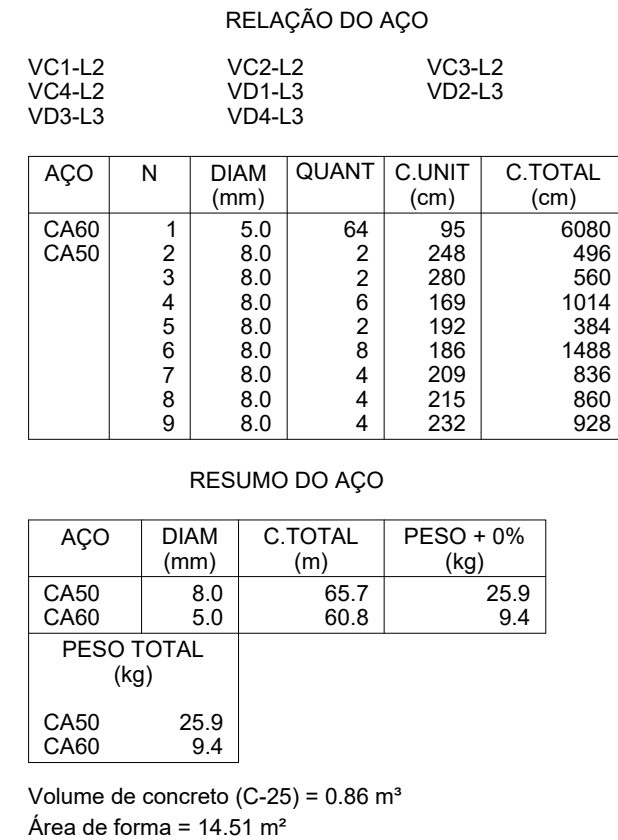 RELAÇÃO DO AÇO
VC1-L2 VC2-L2 VC3-L2
VC4-L2 VD1-L3 VD2-L3
VD3-L3 VD4-L3
AÇO N DIAM QUANT C.UNIT C.TOTAL
(mm) (cm) (cm)
CA60 1 5.0 64 95 6080
CA50 2 8.0 2 248 496
3 8.0 2 280 560
4 8.0 6 169 1014
5 8.0 2 192 384
6 8.0 8 186 1488
7 8.0 4 209 836
8 8.0 4 215 860
9 8.0 4 232 928
RESUMO DO AÇO
AÇO DIAM C.TOTAL PESO + 0%
(mm) (m) (kg)
CA50 8.0 65.7 25.9
CA60 5.0 60.8 9.4
PESO TOTAL
(kg)
CA50 25.9
CA60 9.4
Volume de concreto (C-25) = 0.86 m³
Área de forma = 14.51 m²